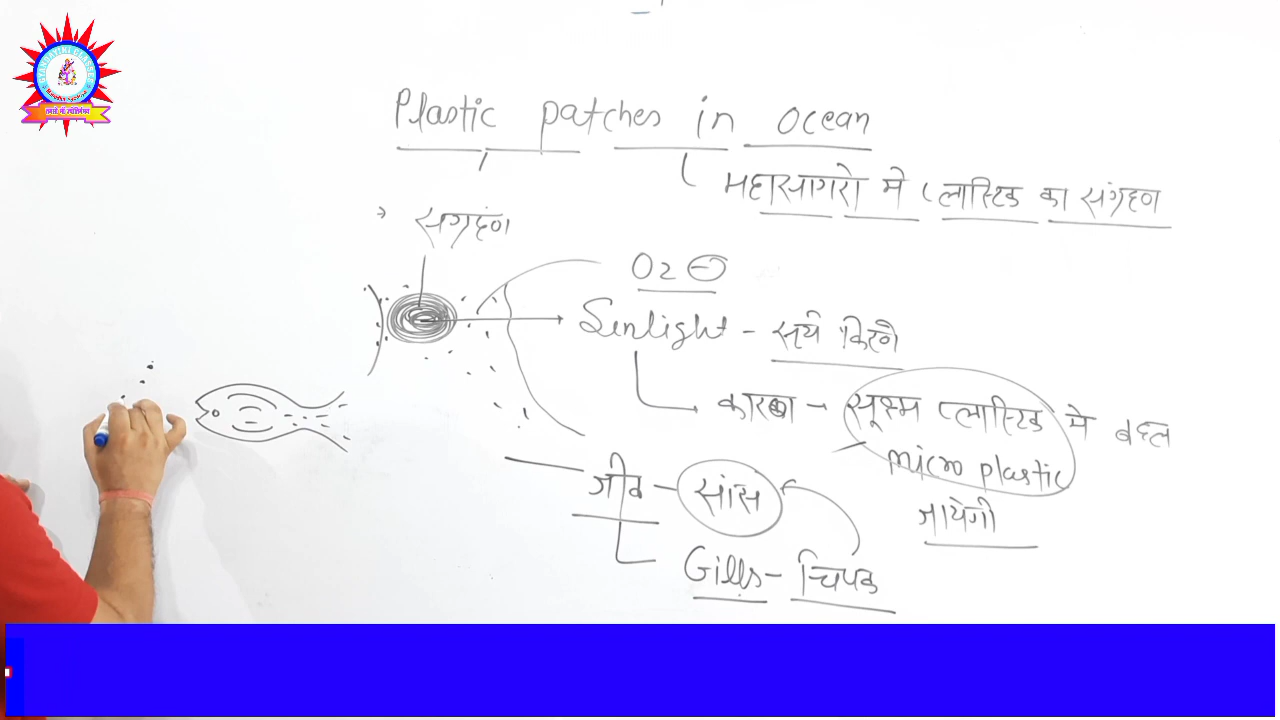 Plastic patches in ocean
महासागरो मे प्लास्टिक का संग्रहण
संग्रहण
O2 ⊖
Sunlight - सूर्य किरणे
कारण - सूक्ष्म प्लास्टिक मे बदल
micro plastic
जायेगी
जीव - सांस
Gills - चिपक